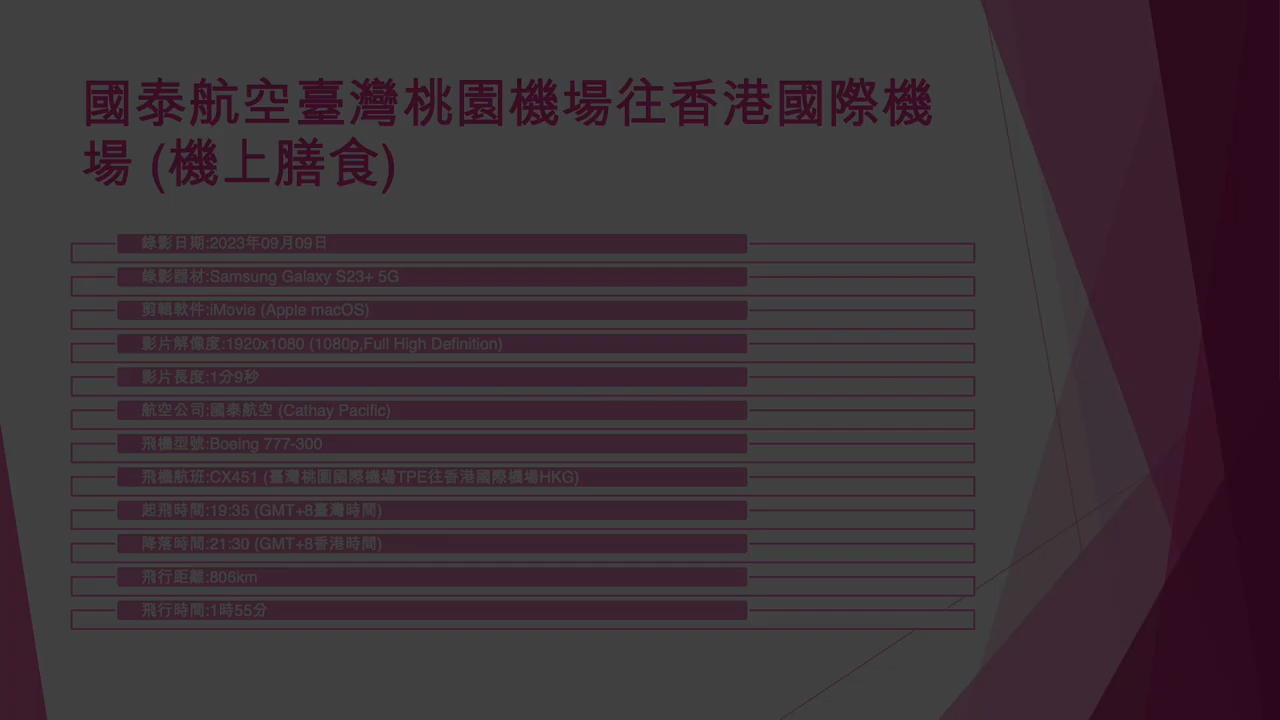 國泰航空臺灣桃園機場往香港國際機
場 (機上膳食)
錄影日期:2023年09月09日
錄影器材:Samsung Galaxy S23+ 5G
剪輯軟件:iMovie (Apple macOS)
影片解像度:1920x1080 (1080p,Full High Definition)
影片長度:1分9秒
航空公司:國泰航空 (Cathay Pacific)
飛機型號:Boeing 777-300
飛機航班:CX451 (臺灣桃園國際機場TPE往香港國際機場HKG)
起飛時間:19:35 (GMT+8臺灣時間)
降落時間:21:30 (GMT+8香港時間)
飛行距離:806km
飛行時間:1時55分